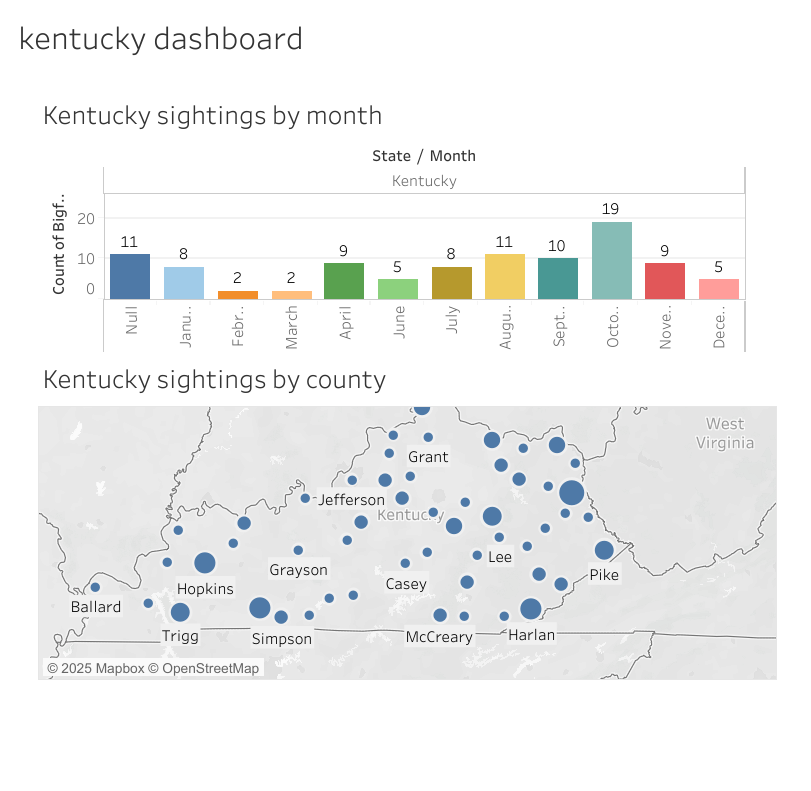 kentucky dashboard
Kentucky sightings by month
State / Month
Kentucky
Count of Bigf..
20
10
0
11
8
2
2
9
5
8
11
10
19
9
5
Null
Janu..
Febr..
March
April
June
July
Augu..
Sept..
Octo..
Nove..
Dece..
Kentucky sightings by county
West
Virginia
Grant
Jefferson
Kentucky
Lee
Grayson
Pike
Hopkins
Casey
Ballard
Trigg
Simpson
McCreary
Harlan
© 2025 Mapbox © OpenStreetMap